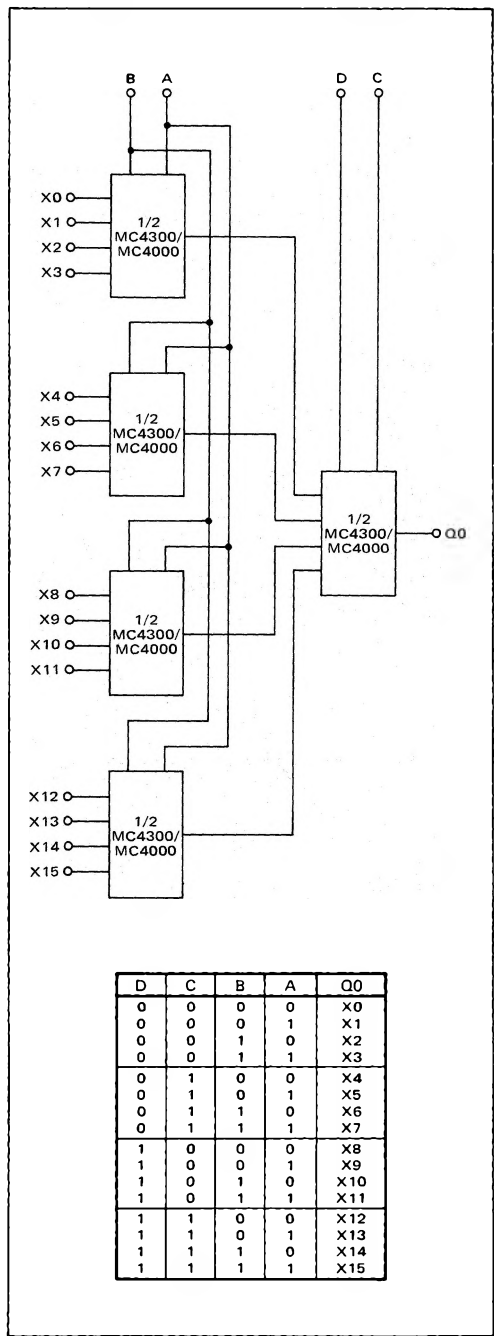 B A D C
X0
X1
X2
X3
1/2
MC4300/
MC4000
X4
X5
X6
X7
1/2
MC4300/
MC4000
X8
X9
X10
X11
1/2
MC4300/
MC4000
X12
X13
X14
X15
1/2
MC4300/
MC4000
1/2
MC4300/
MC4000
Q0
D C B A Q0
0 0 0 0 X0
0 0 0 1 X1
0 0 1 0 X2
0 0 1 1 X3
0 1 0 0 X4
0 1 0 1 X5
0 1 1 0 X6
0 1 1 1 X7
1 0 0 0 X8
1 0 0 1 X9
1 0 1 0 X10
1 0 1 1 X11
1 1 0 0 X12
1 1 0 1 X13
1 1 1 0 X14
1 1 1 1 X15